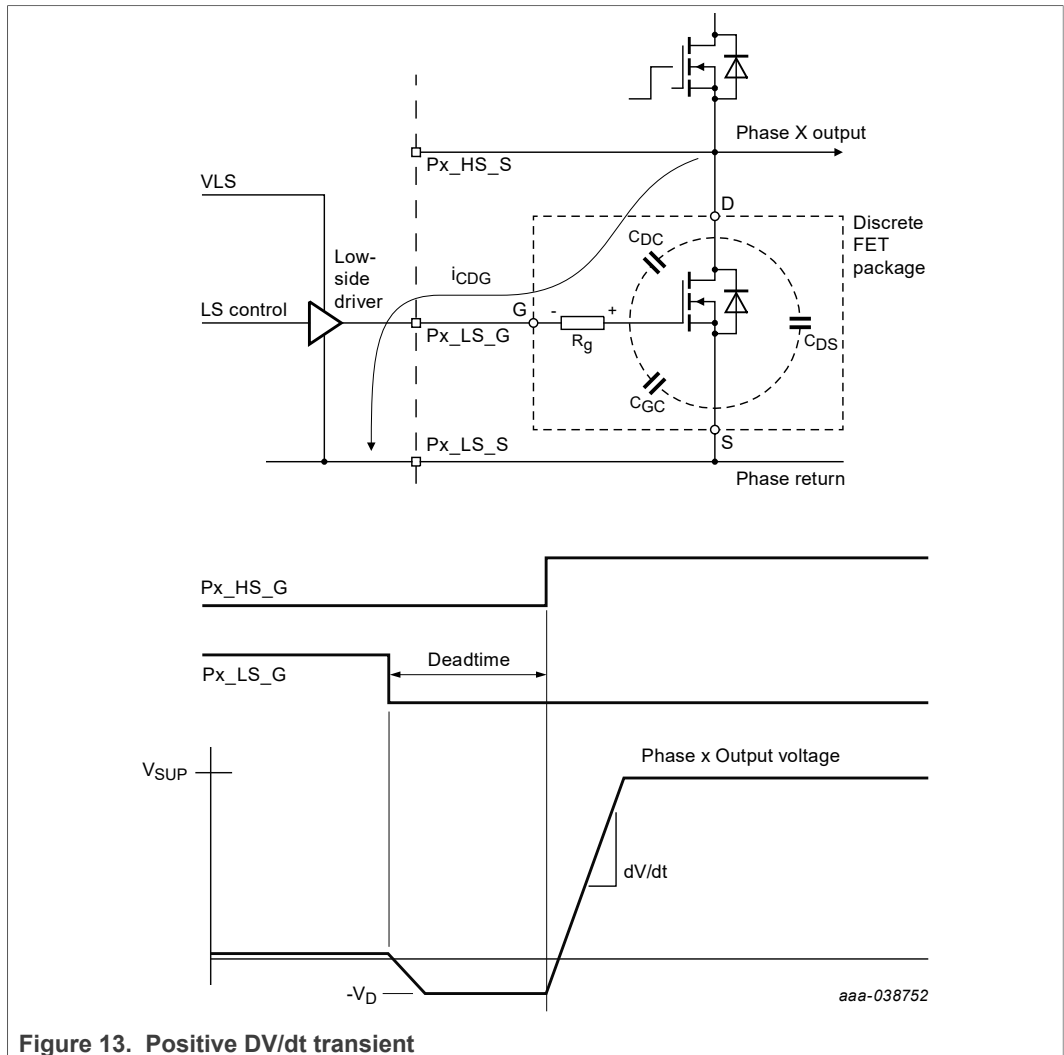 Phase X output
Px_HS_S
VLS
D
Discrete
FET
package
CDC
Low-
side
driver
iCDG
LS control
G
-
+
Px_LS_G
Rg
CDS
CGC
S
Px_LS_S
Phase return
Px_HS_G
Deadtime
Px_LS_G
Phase x Output voltage
VSUP
dV/dt
-VD
aaa-038752
Figure 13. Positive DV/dt transient